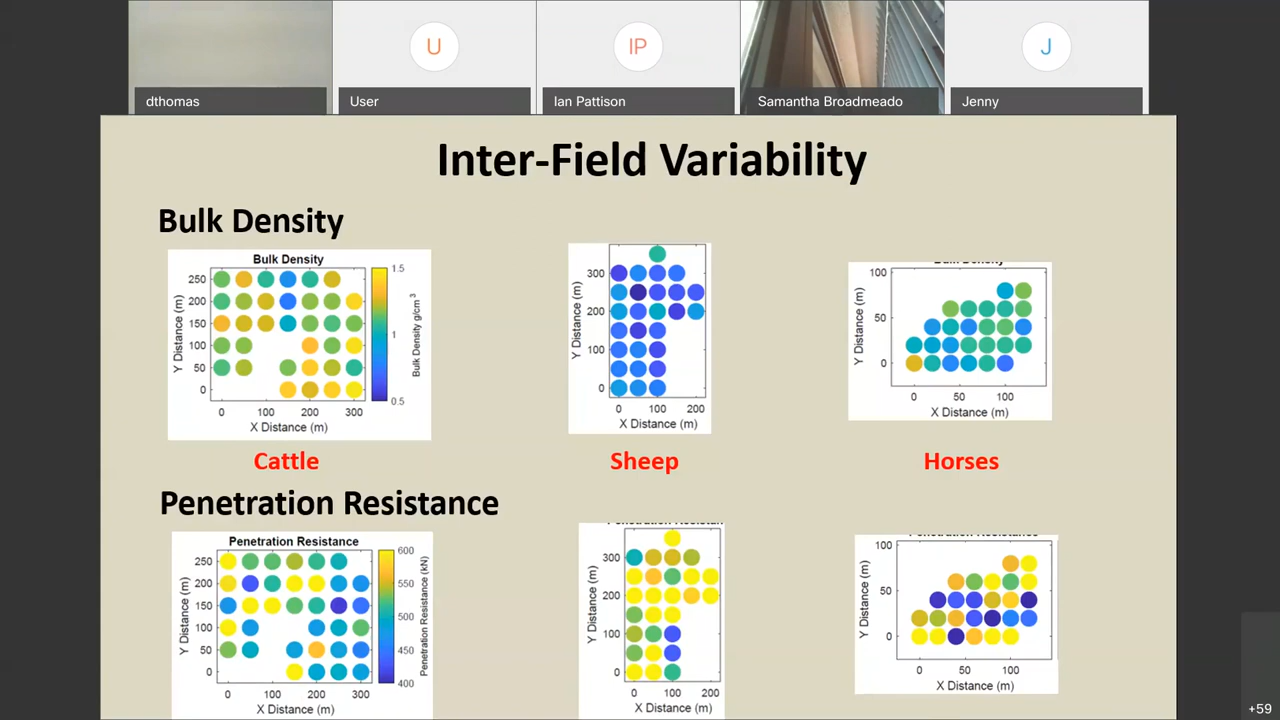 U
IP
J
dthomas
User
Ian Pattison
Samantha Broadmeado
Jenny
Inter-Field Variability
Bulk Density
Bulk Density
250
200
150
100
50
0
Y Distance (m)
0 100 200 300
X Distance (m)
1.5
1
0.5
Bulk Density g/cm 3
300
200
100
0
Y Distance (m)
0 100 200
X Distance (m)
Bulk Density
100
50
0
Y Distance (m)
0 50 100
X Distance (m)
Cattle
Sheep
Horses
Penetration Resistance
Penetration Resistance
250
200
150
100
50
0
Y Distance (m)
0 100 200 300
X Distance (m)
600
550
500
450
400
Penetration Resistance (kN)
300
200
100
0
Y Distance (m)
0 100 200
X Distance (m)
100
50
0
Y Distance (m)
0 50 100
X Distance (m)
+59